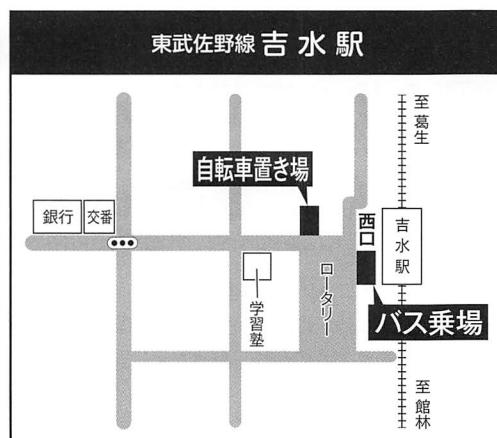 東武佐野線 吉水駅
至葛生
自転車置き場
銀行
交番
西口
吉水駅
学習塾
ロータリー
バス乗場
至館林